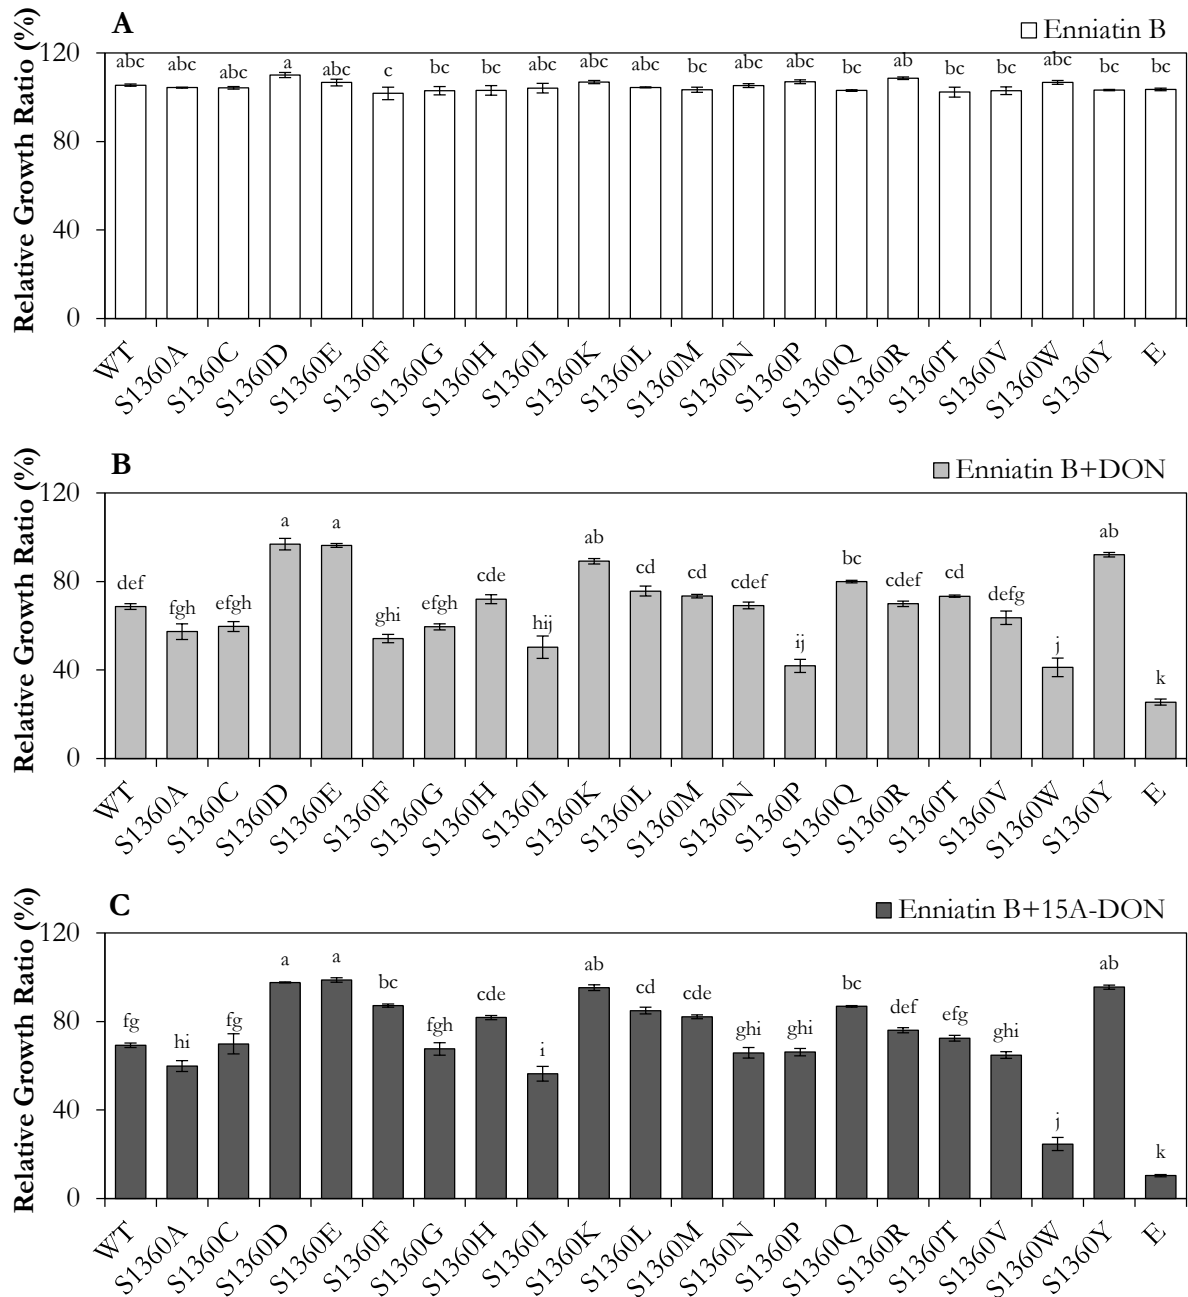 A
Enniatin B
Relative Growth Ratio (%)
120
80
40
0
abc abc abc a abc c bc bc abc abc abc bc abc abc bc ab bc bc abc bc bc
WT S1360A S1360C S1360D S1360E S1360F S1360G S1360H S1360I S1360K S1360L S1360M S1360N S1360P S1360Q S1360R S1360T S1360V S1360W S1360Y E
B
Enniatin B+DON
Relative Growth Ratio (%)
120
80
40
0
def fgh efgh a a ghi efgh cde hij ab cd cd cdef ij bc cdef cd defg j ab k
WT S1360A S1360C S1360D S1360E S1360F S1360G S1360H S1360I S1360K S1360L S1360M S1360N S1360P S1360Q S1360R S1360T S1360V S1360W S1360Y E
C
Enniatin B+15A-DON
Relative Growth Ratio (%)
120
80
40
0
fg hi fg a a bc fgh cde i ab cd cde ghi ghi bc def efg ghi j ab k
WT S1360A S1360C S1360D S1360E S1360F S1360G S1360H S1360I S1360K S1360L S1360M S1360N S1360P S1360Q S1360R S1360T S1360V S1360W S1360Y E